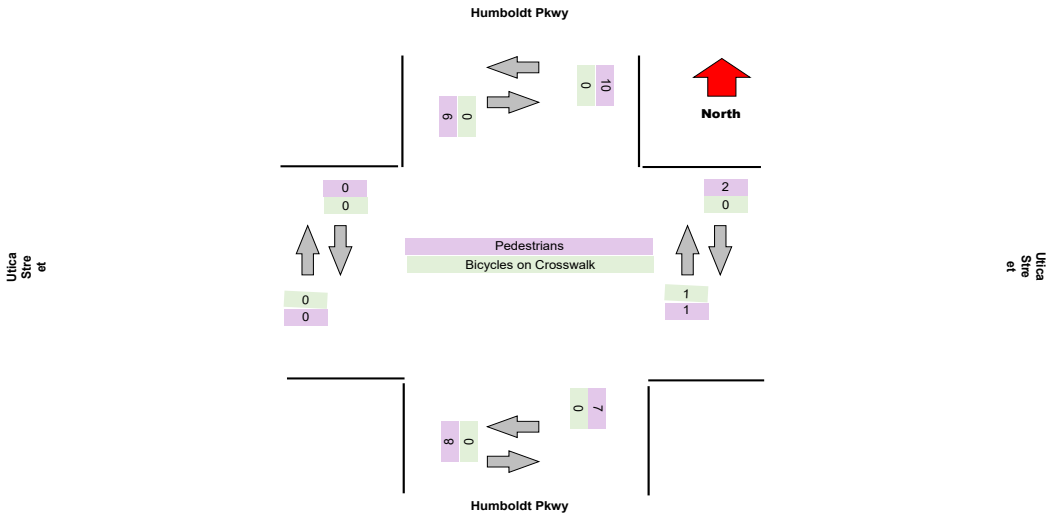 Humboldt Pkwy
10
0
0
9
North
0
0
2
0
Pedestrians
Bicycles on Crosswalk
Utica
Stre
et
Utica
Stre
et
0
0
1
1
7
0
0
8
Humboldt Pkwy